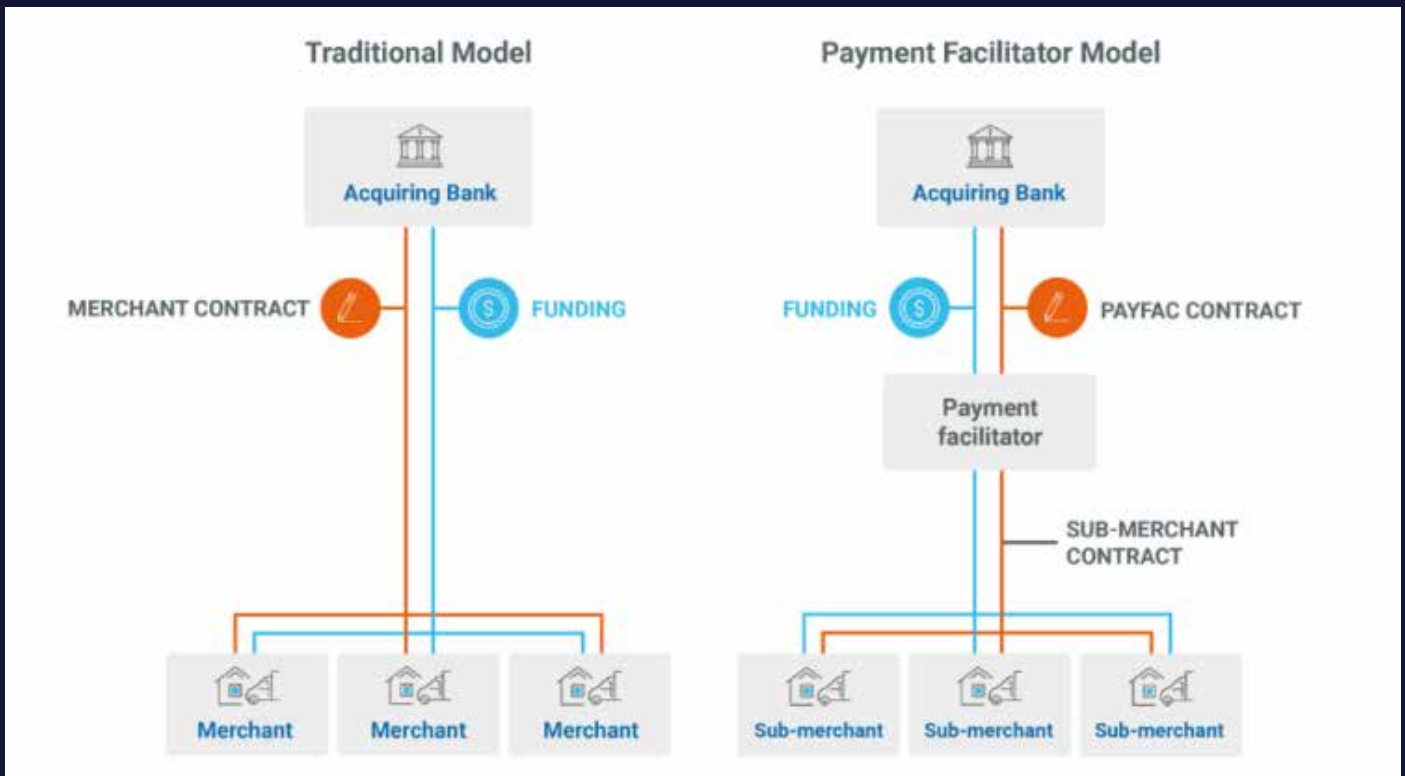 Traditional Model
Acquiring Bank
MERCHANT CONTRACT
FUNDING
Merchant
Merchant
Merchant
Payment Facilitator Model
Acquiring Bank
FUNDING
PAYFAC CONTRACT
Payment
facilitator
SUB-MERCHANT
CONTRACT
Sub-merchant
Sub-merchant
Sub-merchant